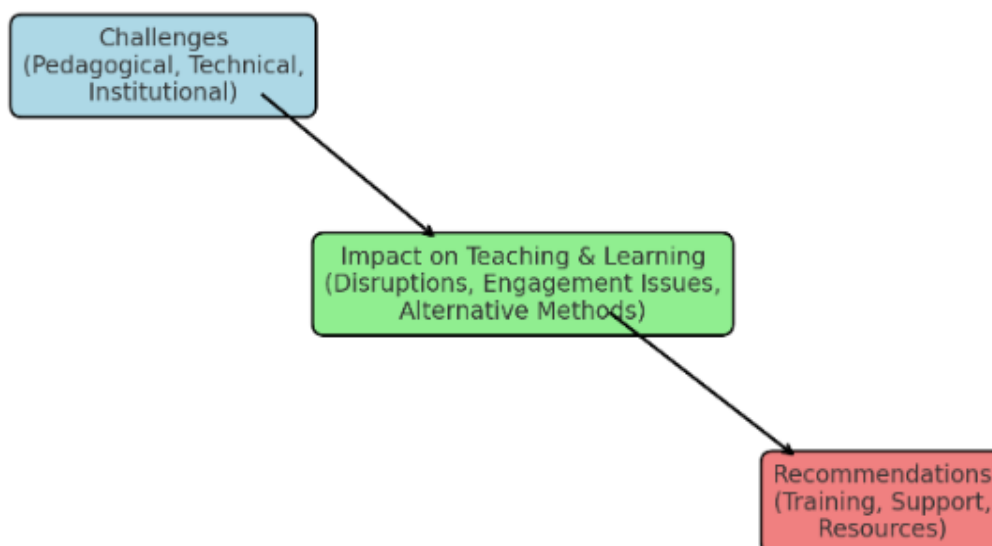 Challenges
(Pedagogical, Technical,
Institutional)
Impact on Teaching & Learning
(Disruptions, Engagement Issues,
Alternative Methods)
Recommendations
(Training, Support,
Resources)